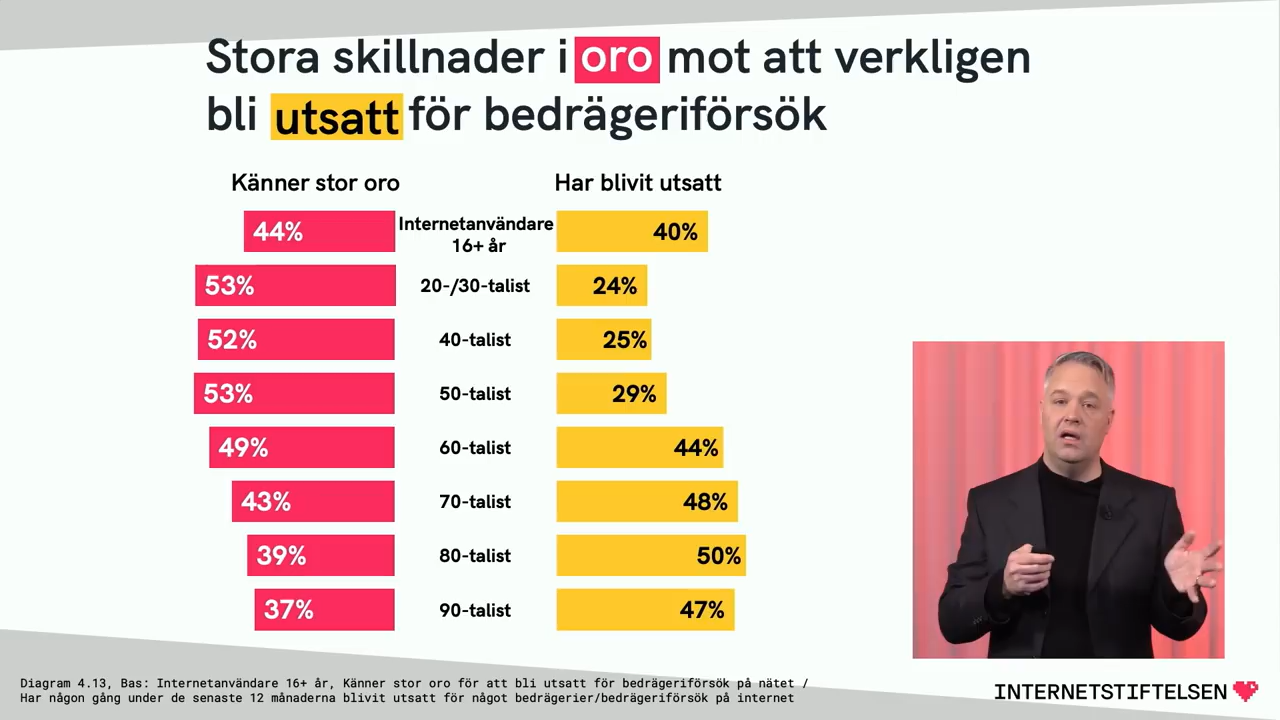 Stora skillnader i oro mot att verkligen
bli utsatt för bedrägeriförsök
Känner stor oro
Har blivit utsatt
44%
Internetanvändare
16+ år
40%
53%
20-/30-talist
24%
52%
40-talist
25%
53%
50-talist
29%
49%
60-talist
44%
43%
70-talist
48%
39%
80-talist
50%
37%
90-talist
47%
Diagram 4.13, Bas: Internetanvändare 16+ år, Känner stor oro för att bli utsatt för bedrägeriförsök på nätet /
Har någon gång under de senaste 12 månaderna blivit utsatt för något bedrägerier/bedrägeriförsök på internet
INTERNETSTIFTELSEN